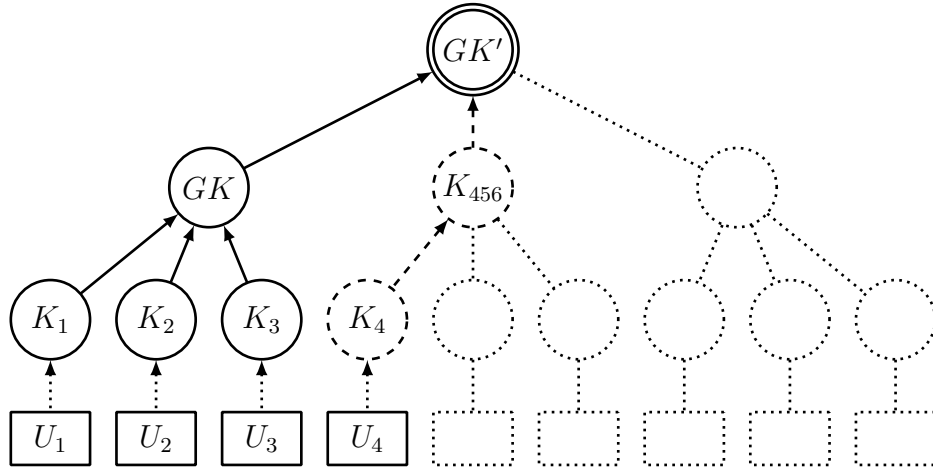 GK′
GK K₄₅₆
K₁ K₂ K₃ K₄
U₁ U₂ U₃ U₄